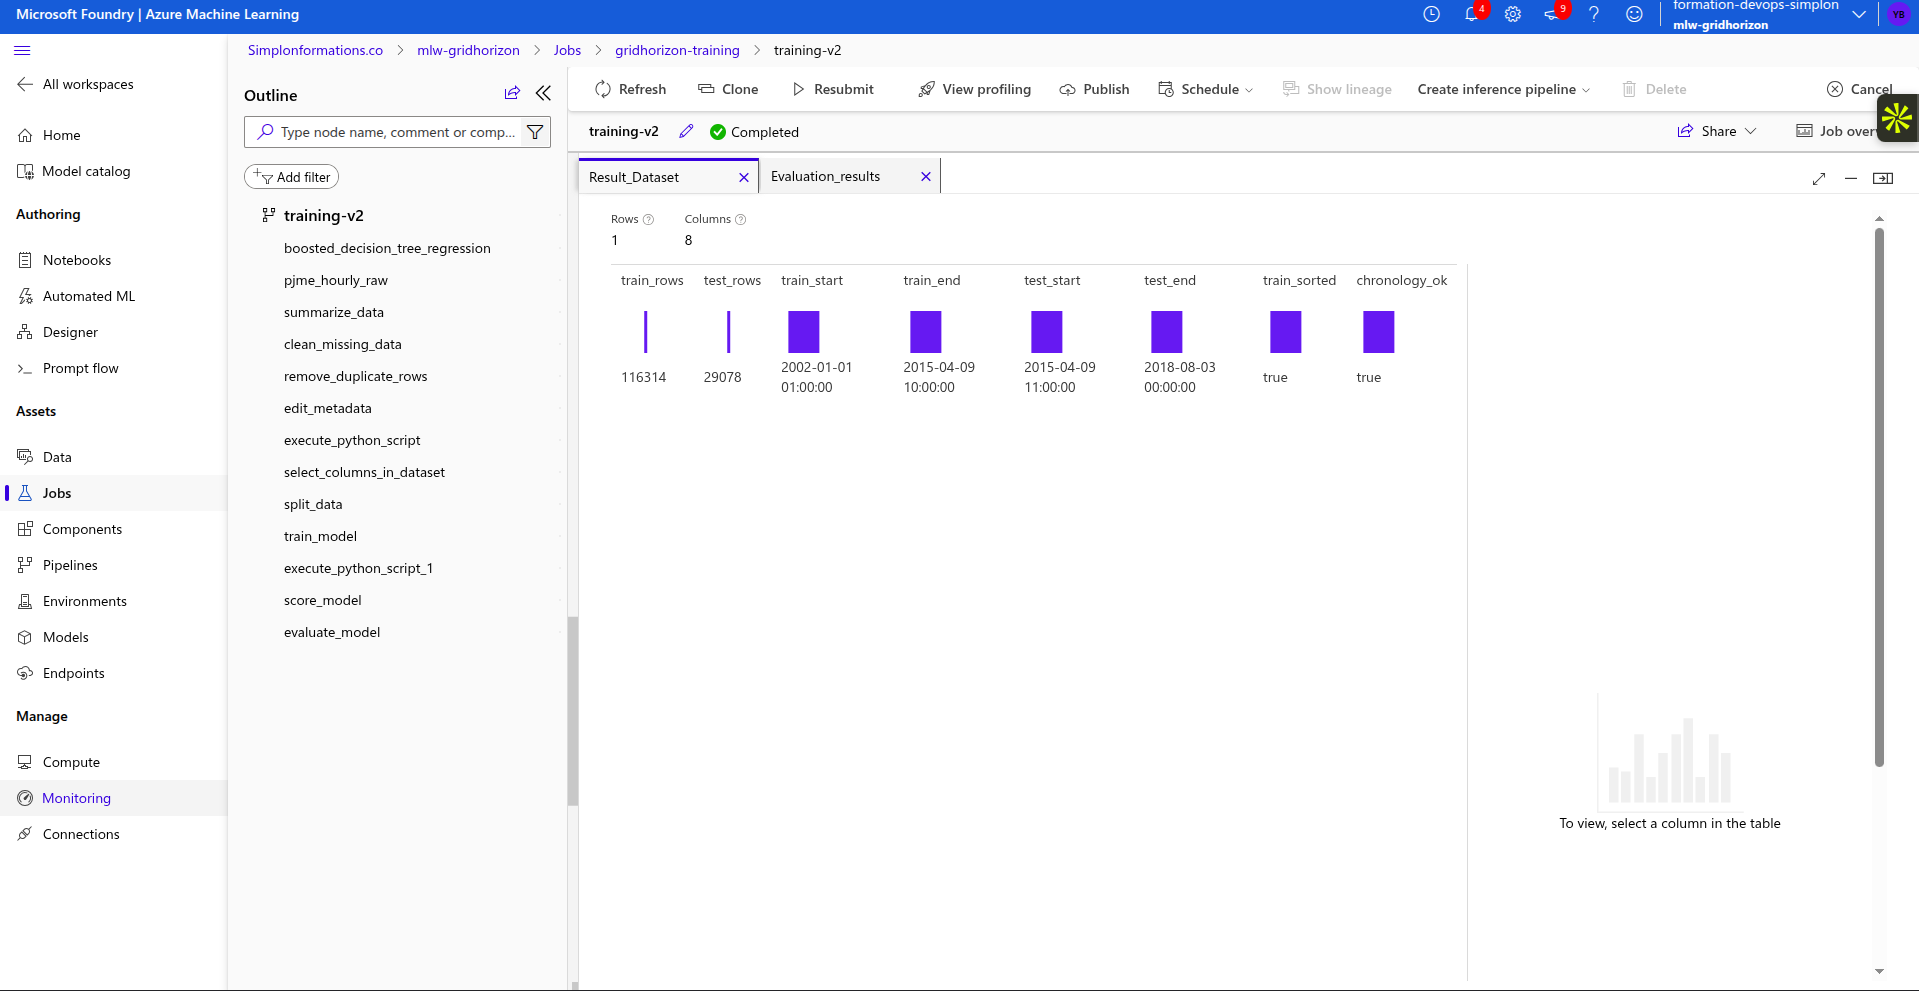 Microsoft Foundry | Azure Machine Learning
4
9
formation-devops-simplon
mlw-gridhorizon
YB
Simplonformations.co > mlw-gridhorizon > Jobs > gridhorizon-training > training-v2
All workspaces
Home
Model catalog
Authoring
Notebooks
Automated ML
Designer
Prompt flow
Assets
Data
Jobs
Components
Pipelines
Environments
Models
Endpoints
Manage
Compute
Monitoring
Connections
Outline
Type node name, comment or comp...
Add filter
training-v2
boosted_decision_tree_regression
pjme_hourly_raw
summarize_data
clean_missing_data
remove_duplicate_rows
edit_metadata
execute_python_script
select_columns_in_dataset
split_data
train_model
execute_python_script_1
score_model
evaluate_model
Refresh Clone Resubmit View profiling Publish Schedule Show lineage Create inference pipeline Delete Cancel
training-v2 Completed Share Job over
Result_Dataset Evaluation_results
Rows Columns
1 8
train_rows test_rows train_start train_end test_start test_end train_sorted chronology_ok
116314 29078 2002-01-01 01:00:00 2015-04-09 10:00:00 2015-04-09 11:00:00 2018-08-03 00:00:00 true true
To view, select a column in the table